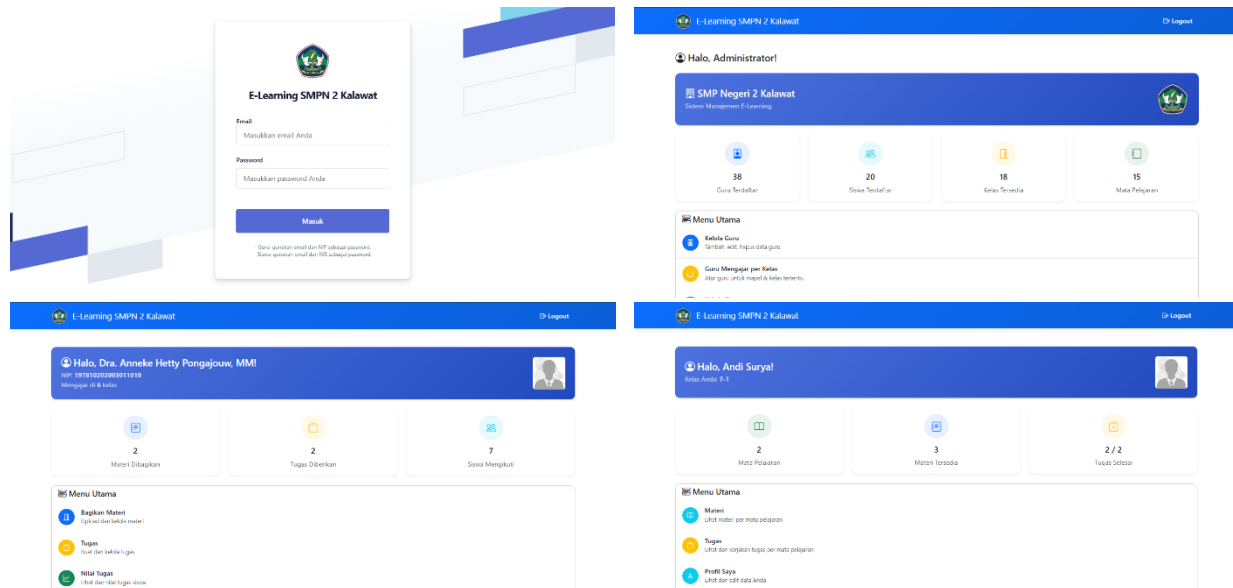 E-Learning SMPN 2 Kalawat
Email
Masukkan email Anda
Password
Masukkan password Anda
Masuk
- Guru: gunakan email dan NIP sebagai password.
Siswa: gunakan email dan NIS sebagai password.
E-Learning SMPN 2 Kalawat
Logout
Halo, Administrator!
SMP Negeri 2 Kalawat
Sistem Manajemen E-Learning
38
Guru Terdaftar
20
Siswa Terdaftar
18
Kelas Tersedia
15
Mata Pelajaran
Menu Utama
Kelola Guru
Tambah, edit, hapus data guru
Guru Mengajar per Kelas
Atur guru untuk mapel & kelas tertentu
E-Learning SMPN 2 Kalawat
Logout
Halo, Dra. Anneke Hetty Pongajouw, MM!
NIP: 197810202003011010
Mengajar di 6 kelas
2
Materi Dibagikan
2
Tugas Diberikan
7
Siswa Mengikuti
Menu Utama
Bagikan Materi
Upload dan kelola materi
Tugas
Buat dan kelola tugas
Nilai Tugas
Lihat dan nilai tugas siswa
E-Learning SMPN 2 Kalawat
Logout
Halo, Andi Surya!
Kelas Anda: 7-1
2
Mata Pelajaran
3
Materi Tersedia
2 / 2
Tugas Selesai
Menu Utama
Materi
Lihat materi per mata pelajaran
Tugas
Lihat dan kerjakan tugas per mata pelajaran
Profil Saya
Lihat dan edit data Anda